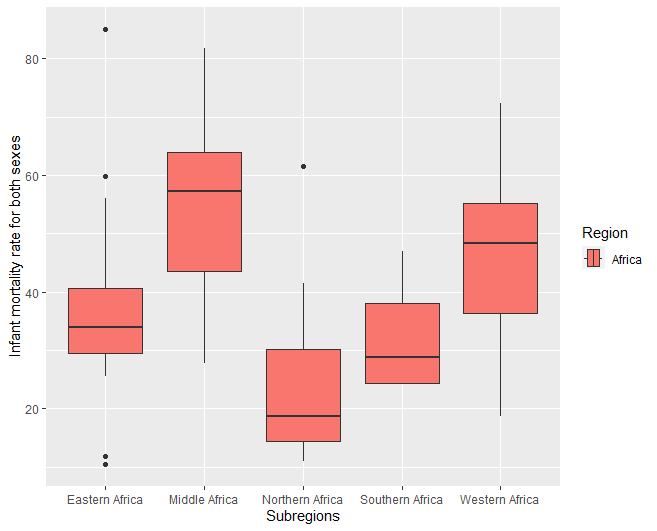 Infant mortality rate for both sexes
80
60
40
20
Eastern Africa
Middle Africa
Northern Africa
Southern Africa
Western Africa
Subregions
Region
Africa